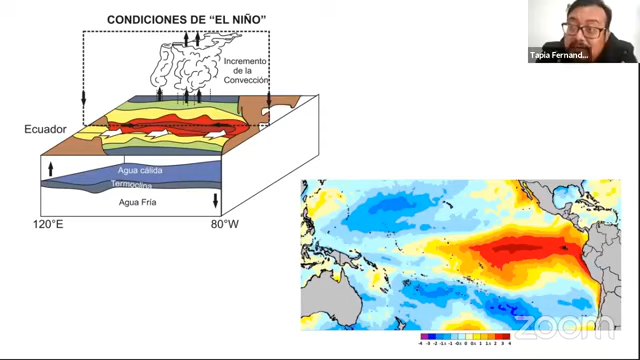 CONDICIONES DE "EL NIÑO"
Incremento
de la
Convección
Ecuador
Agua cálida
Termoclina
Agua Fría
120°E
80°W
Tapia Fernand...
zoom